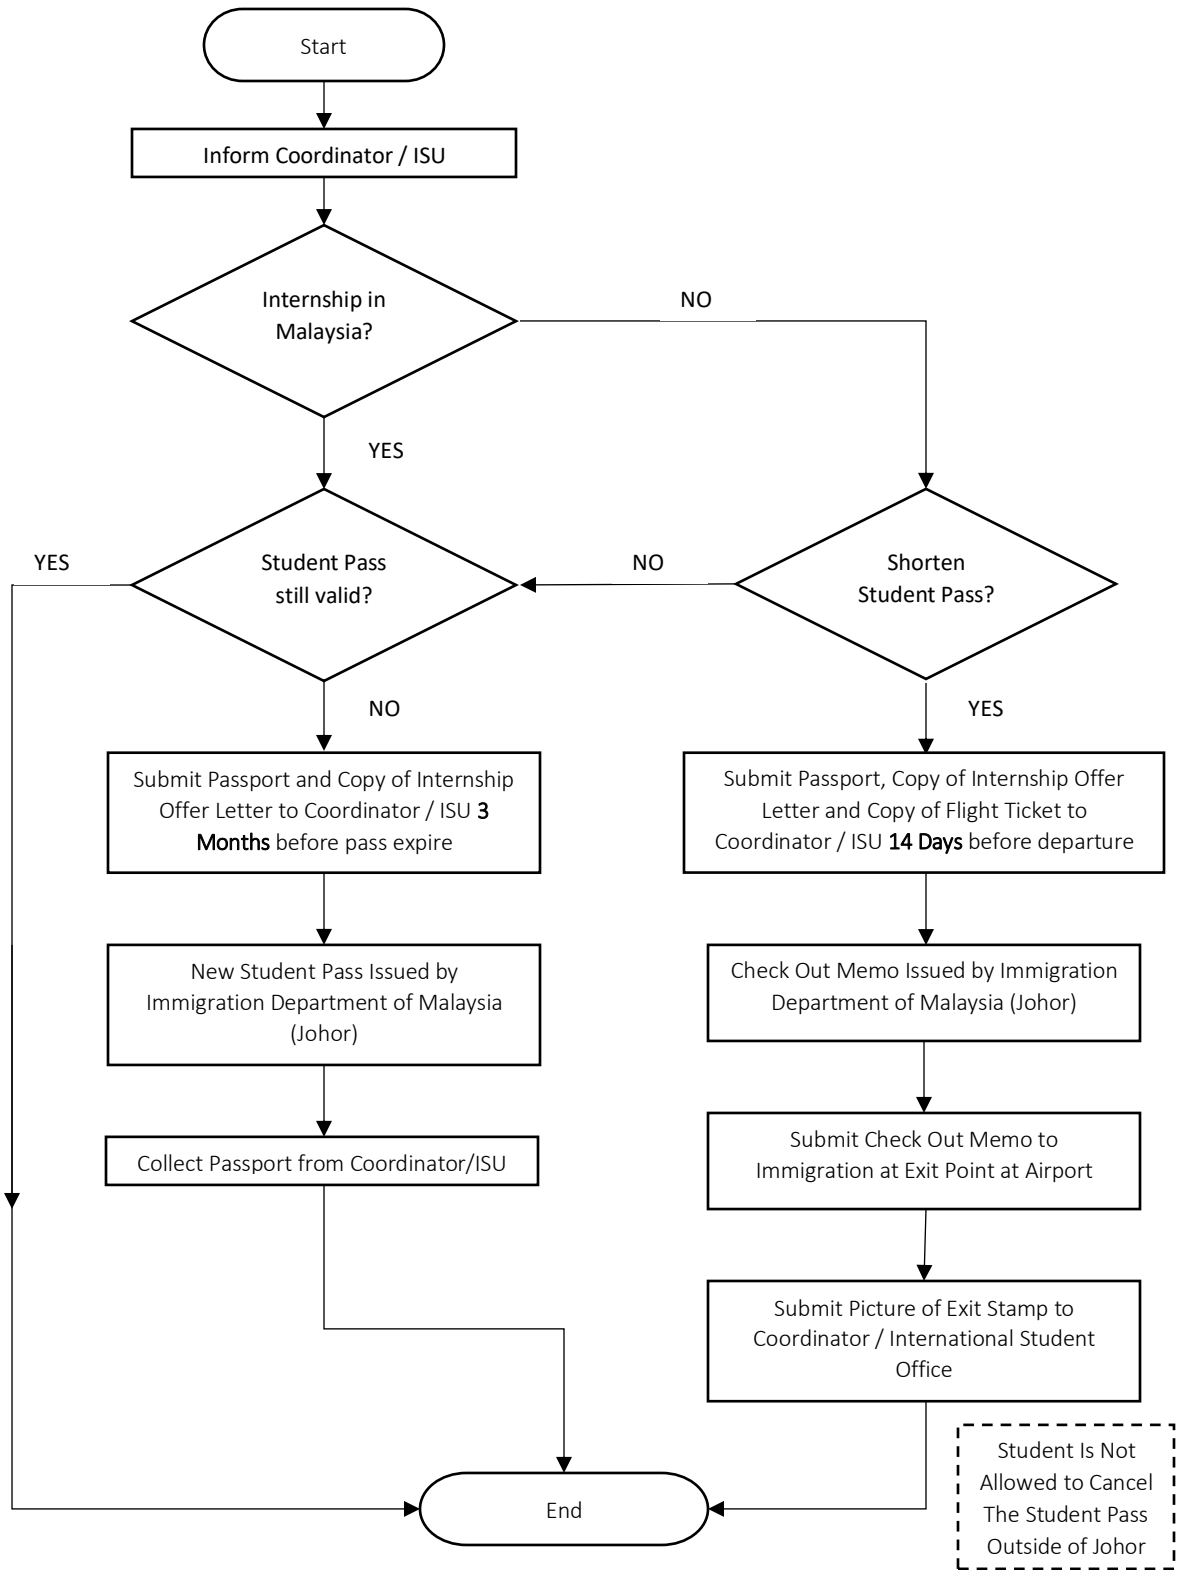 Start
Inform Coordinator / ISU
Internship in
Malaysia?
NO
YES
YES
Student Pass
still valid?
NO
Shorten
Student Pass?
NO
YES
Submit Passport and Copy of Internship
Offer Letter to Coordinator / ISU 3
Months before pass expire
Submit Passport, Copy of Internship Offer
Letter and Copy of Flight Ticket to
Coordinator / ISU 14 Days before departure
New Student Pass Issued by
Immigration Department of Malaysia
(Johor)
Check Out Memo Issued by Immigration
Department of Malaysia (Johor)
Collect Passport from Coordinator/ISU
Submit Check Out Memo to
Immigration at Exit Point at Airport
Submit Picture of Exit Stamp to
Coordinator / International Student
Office
End
Student Is Not
Allowed to Cancel
The Student Pass
Outside of Johor